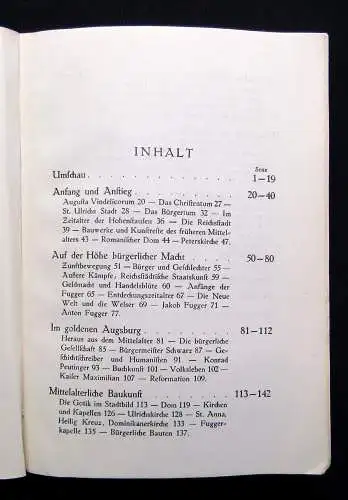 INHALT
Seite
Umschau . . . . . . . . . . . . 1—19
Anfang und Anstieg . . . . . . . . 20—40
Augusta Vindelicorum 20 — Das Christentum 27 —
St. Ulrichs Stadt 28 — Das Bürgertum 32 — Im
Zeitalter der Hohenstaufen 36 — Die Reichsstadt
39 — Bauwerke und Kunstreste des früheren Mittel-
alters 43 — Romanischer Dom 44 — Peterskirche 47.
Auf der Höhe bürgerlicher Macht . . . . 50—80
Zunftbewegung 51 — Bürger und Geschlechter 55 —
Äußere Kämpfe, Reichsstädtische Staatskunst 59 —
Geldmacht und Handelsblüte 60 — Anfänge der
Fugger 65 — Entdeckungszeitalter 67 — Die Neue
Welt und die Welser 69 — Jakob Fugger 71 —
Anton Fugger 77.
Im goldenen Augsburg . . . . . . . 81—112
Heraus aus dem Mittelalter 81 — Die bürgerliche
Gesellschaft 85 — Bürgermeister Schwarz 87 — Ge-
schichtschreiber und Humanisten 91 — Konrad
Peutinger 93 — Buchkunst 101 — Volksleben 102 —
Kaiser Maximilian 107 — Reformation 109.
Mittelalterliche Baukunst . . . . . . 113—142
Die Gotik im Stadtbild 113 — Dom 119 — Kirchen
und Kapellen 126 — Ulrichskirche 128 — St. Anna,
Heilig Kreuz, Dominikanerkirche 133 — Fugger-
kapelle 135 — Bürgerliche Bauten 137.